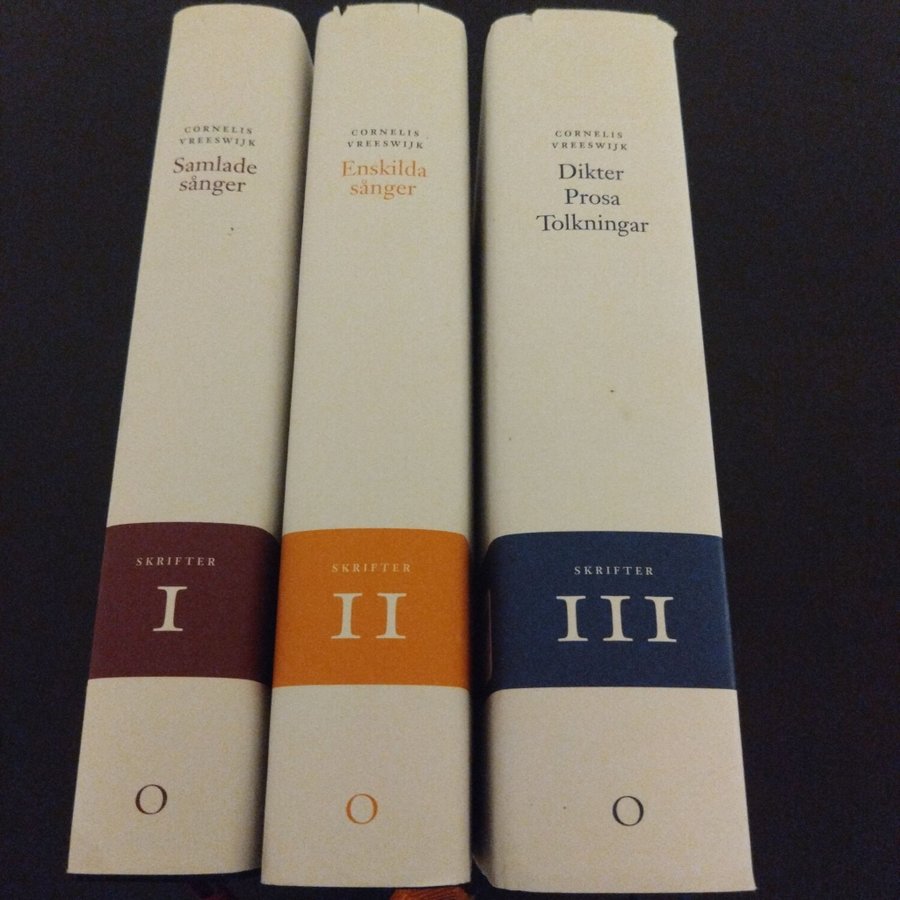 CORNELIS
VREESWIJK
Samlade
sånger
SKRIFTER
I
O
CORNELIS
VREESWIJK
Enskilda
sånger
SKRIFTER
II
O
CORNELIS
VREESWIJK
Dikter
Prosa
Tolkningar
SKRIFTER
III
O